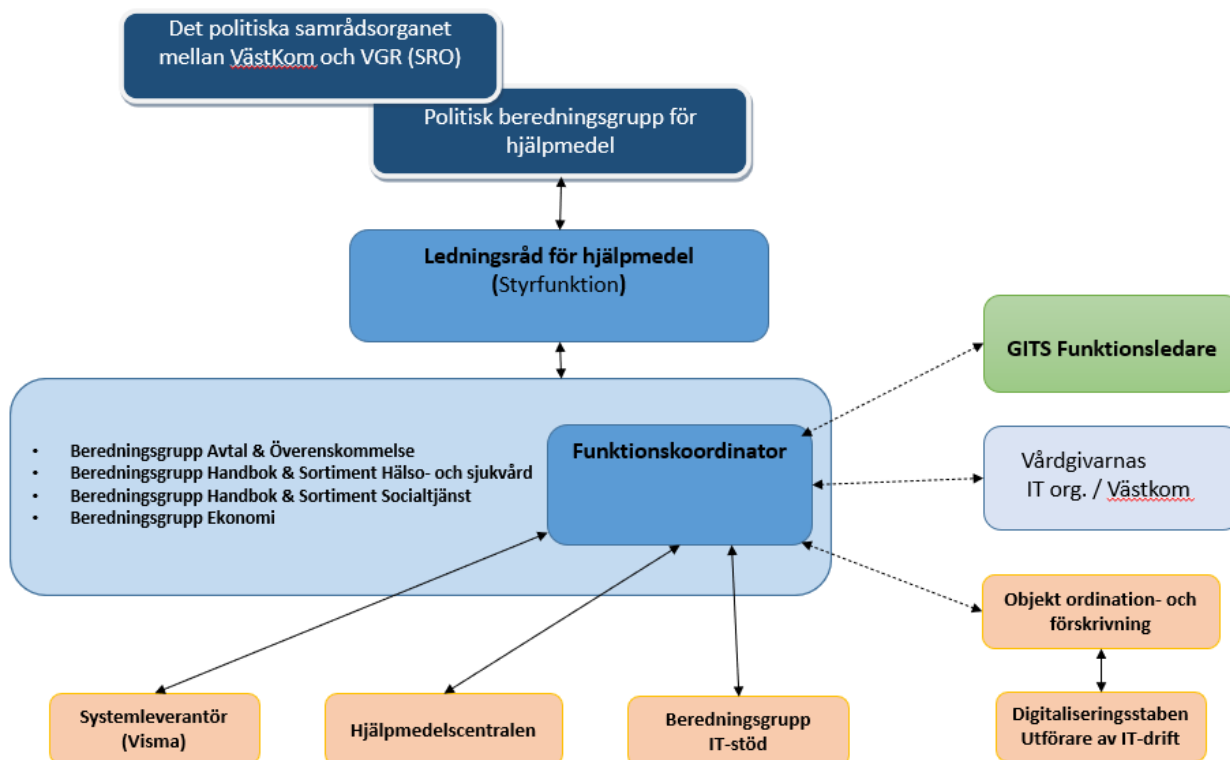 Det politiska samrådsorganet
mellan VästKom och VGR (SRO)
Politisk beredningsgrupp för
hjälpmedel
Ledningsråd för hjälpmedel
(Styrfunktion)
GITS Funktionsledare
• Beredningsgrupp Avtal & Överenskommelse
• Beredningsgrupp Handbok & Sortiment Hälso- och sjukvård
• Beredningsgrupp Handbok & Sortiment Socialtjänst
• Beredningsgrupp Ekonomi
Funktionskoordinator
Vårdgivarnas
IT org. / Västkom
Objekt ordination- och
förskrivning
Systemleverantör
(Visma)
Hjälpmedelscentralen
Beredningsgrupp
IT-stöd
Digitaliseringsstaben
Utförare av IT-drift